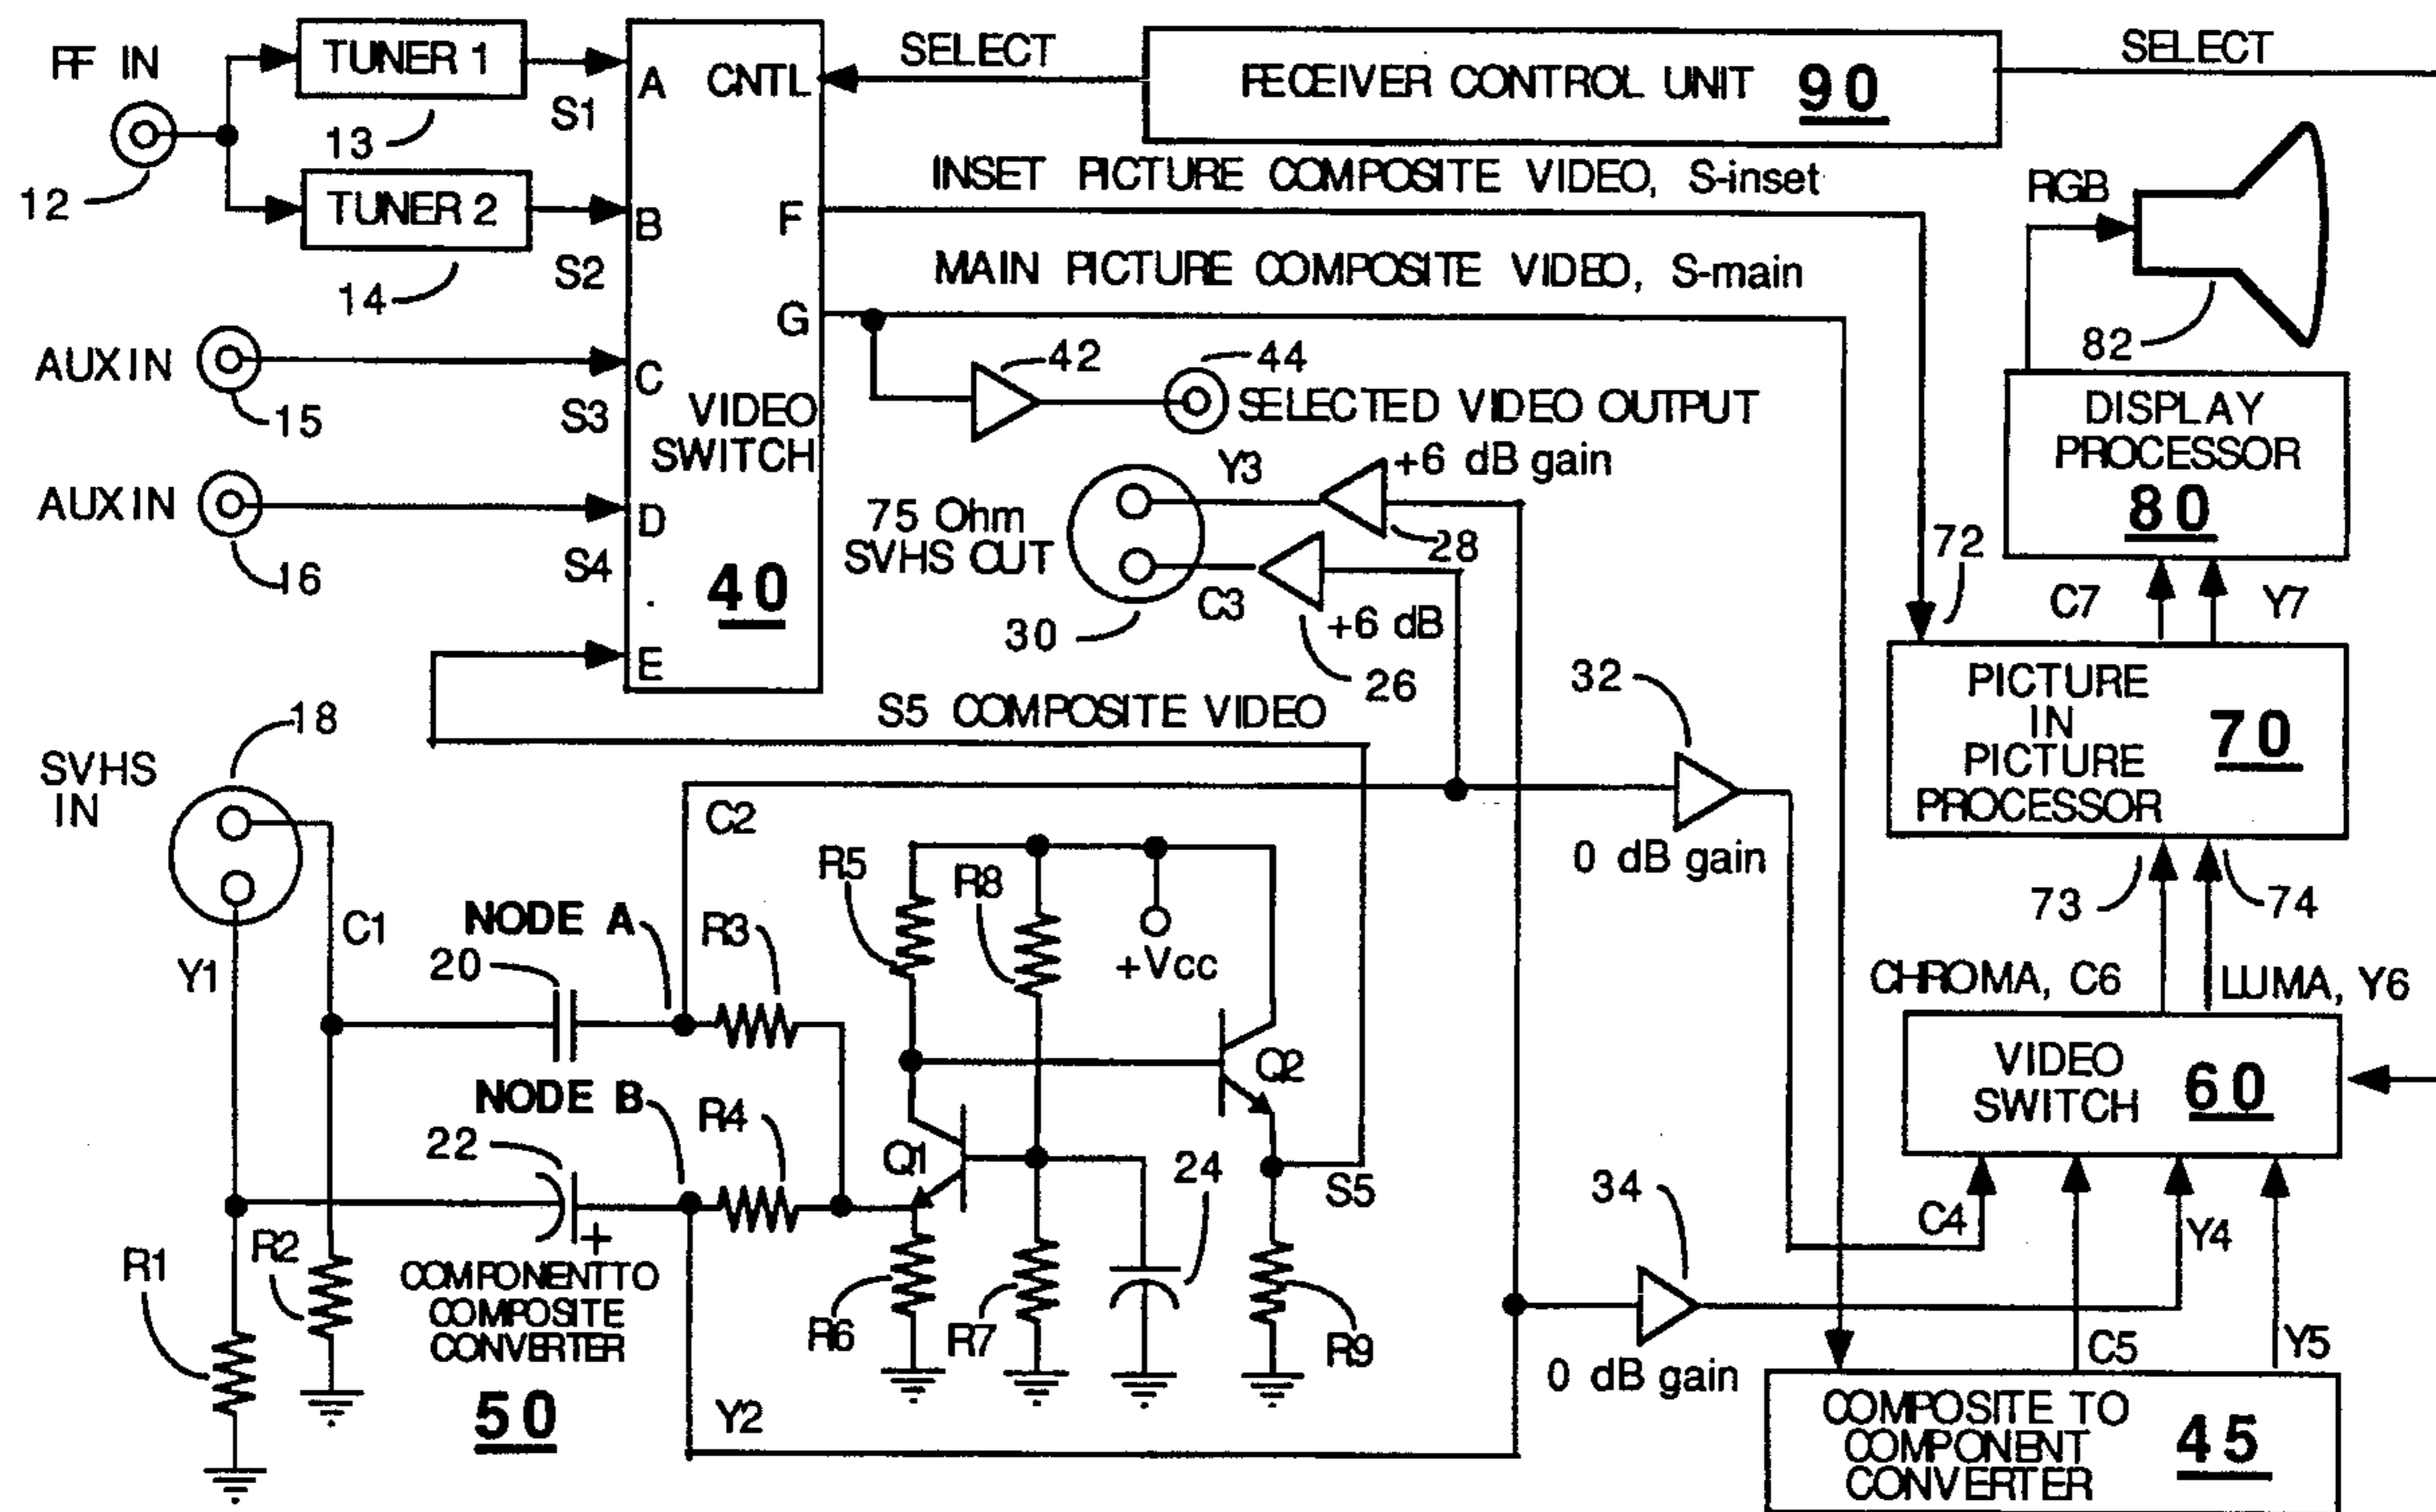 RF IN
TUNER 1
13
12
TUNER 2
14
S1
S2
AUX IN
15
S3
AUX IN
16
S4
A
B
C
D
E
CNTL
F
G
VIDEO
SWITCH
40
SELECT
RECEIVER CONTROL UNIT 90
SELECT
INSET PICTURE COMPOSITE VIDEO, S-inset
MAIN PICTURE COMPOSITE VIDEO, S-main
42
44
SELECTED VIDEO OUTPUT
Y3
+6 dB gain
28
75 Ohm
SVHS OUT
C3
30
+6 dB
26
RGB
82
DISPLAY
PROCESSOR
80
C7
Y7
72
PICTURE
IN
PICTURE
PROCESSOR
70
73
74
CHROMA, C6
LUMA, Y6
VIDEO
SWITCH
60
C4
Y4
C5
Y5
COMPOSITE TO
COMPONENT
CONVERTER
45
32
0 dB gain
34
0 dB gain
S5 COMPOSITE VIDEO
18
SVHS
IN
C1
Y1
NODE A
20
C2
R3
NODE B
22
+
R4
R1
R2
COMPONENT TO
COMPOSITE
CONVERTER
50
Y2
R5
R8
+Vcc
Q1
Q2
24
S5
R6
R7
R9